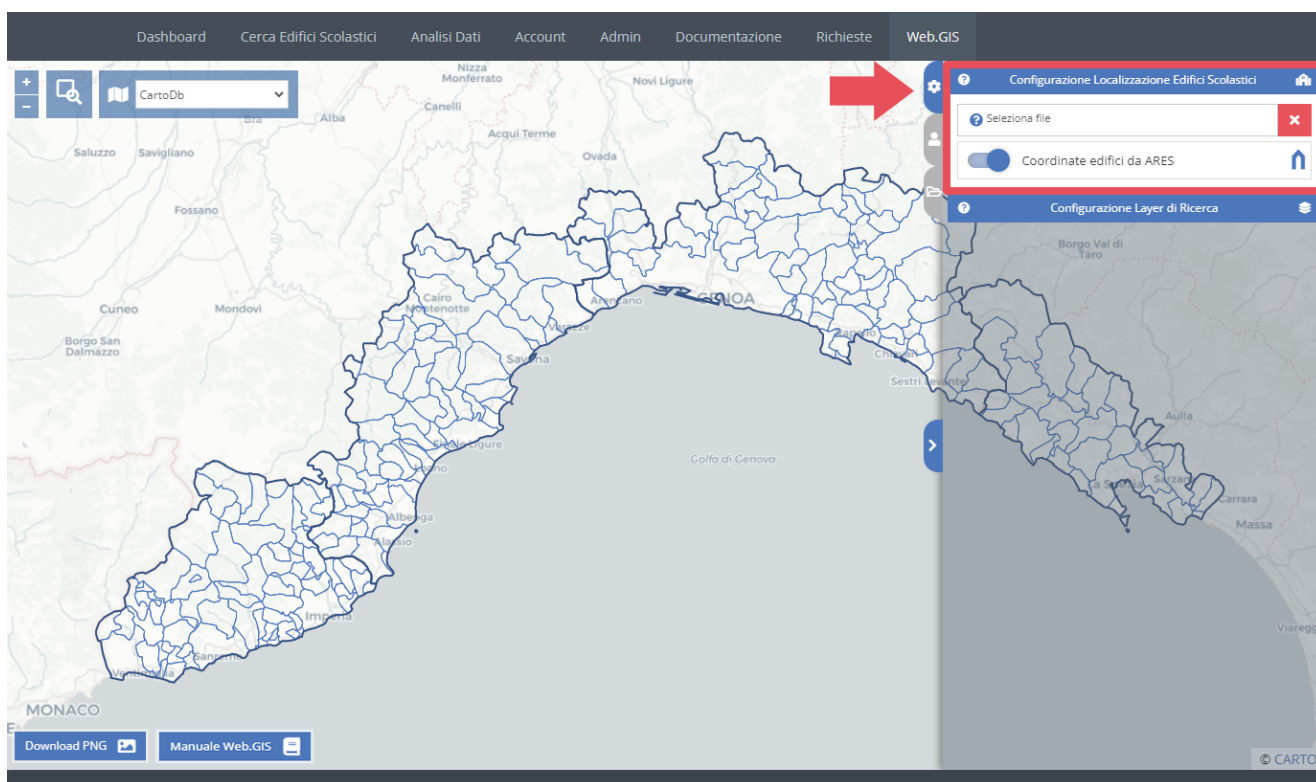 Dashboard
Cerca Edifici Scolastici
Analisi Dati
Account
Admin
Documentazione
Richieste
Web.GIS
+
−
CartoDb
Configurazione Localizzazione Edifici Scolastici
Seleziona file
Coordinate edifici da ARES
Configurazione Layer di Ricerca
Nizza
Monferrato
Novi Ligure
Canelli
Bra
Alba
Acqui Terme
Saluzzo
Savigliano
Ovada
Fossano
Borgo Val di
Taro
Cairo
Montenotte
Arenzano
GENOA
Cuneo
Mondovì
Varazze
Rapallo
Borgo San
Dalmazzo
Savona
Chiavari
Sestri Levante
Aulla
Finale Ligure
Golfo di Genova
Loano
La Spezia
Sarzana
Carrara
Albenga
Massa
Alassio
Imperia
Viaregg
Sanremo
Ventimiglia
MONACO
E
Download PNG
Manuale Web.GIS
© CARTO